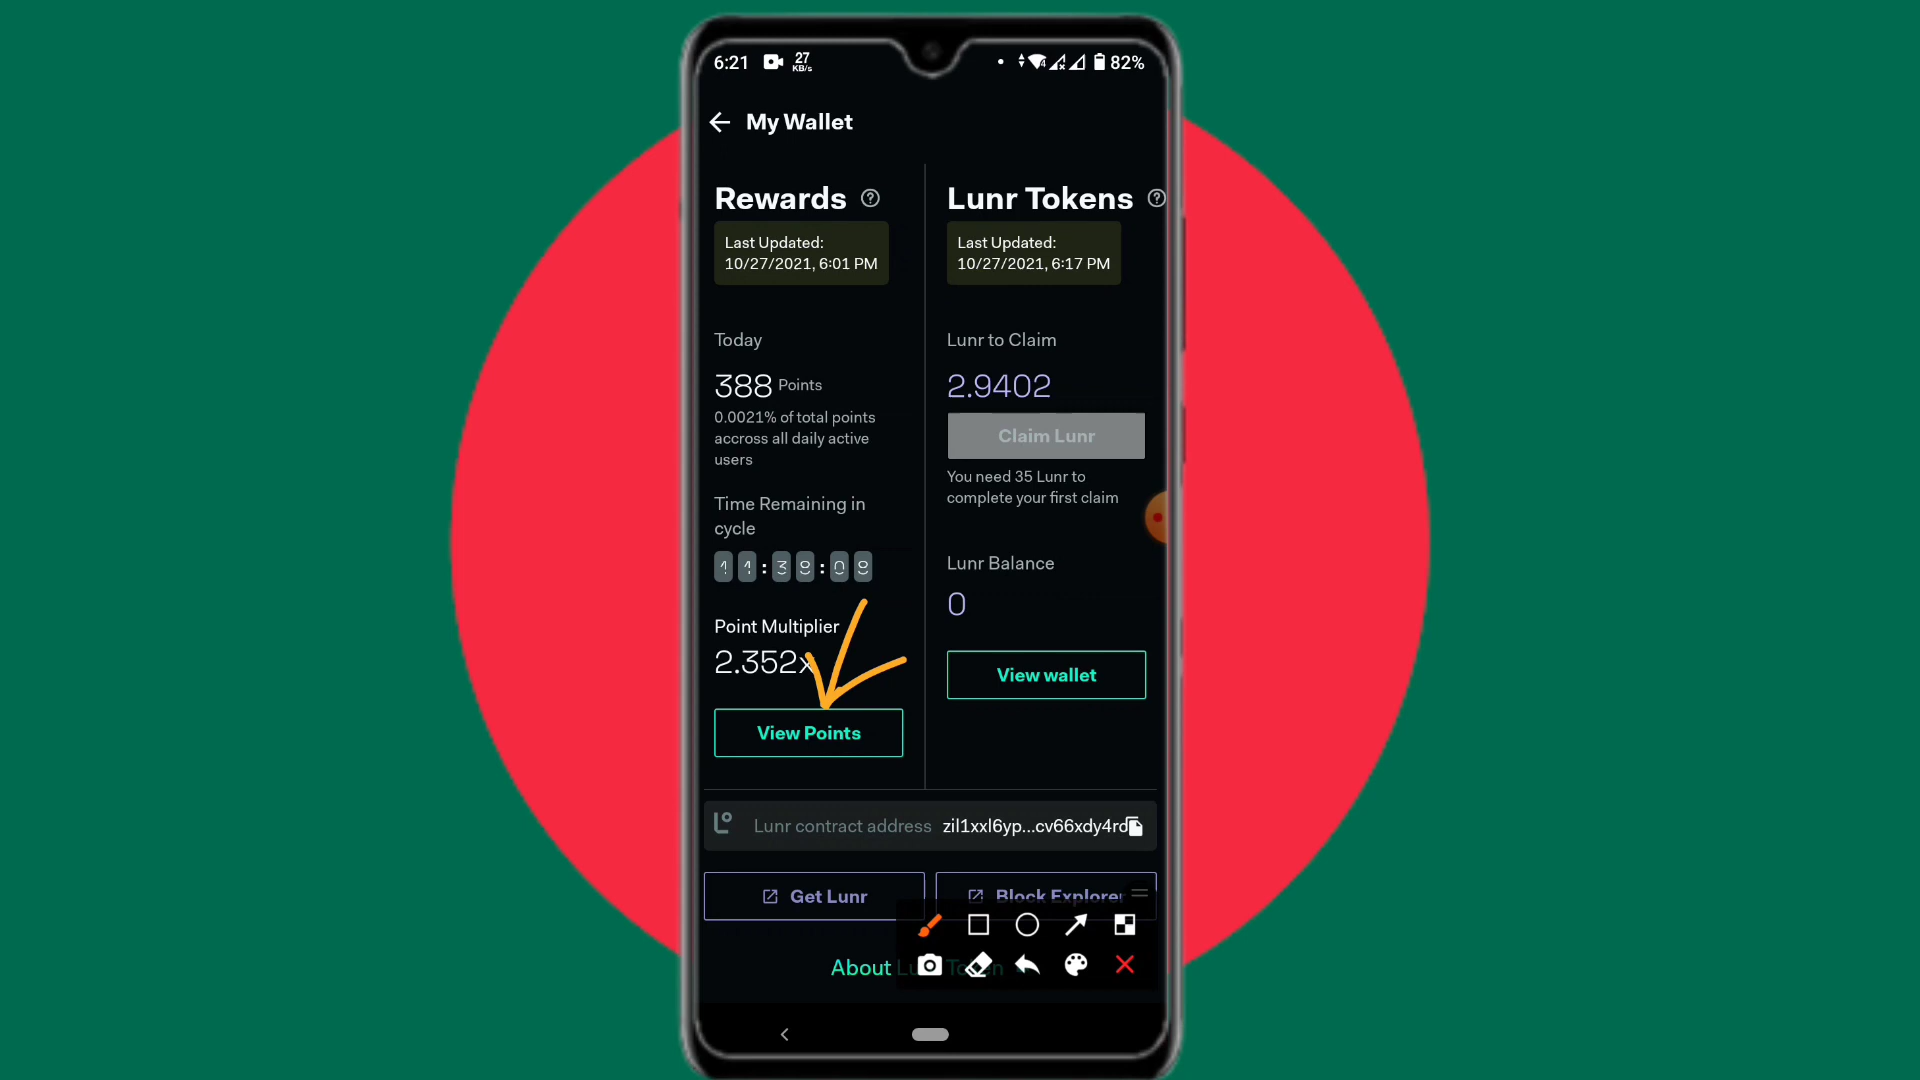 6:21 27 KB/s 82%
My Wallet
Rewards
Last Updated:
10/27/2021, 6:01 PM
Today
388 Points
0.0021% of total points
accross all daily active
users
Time Remaining in
cycle
Point Multiplier
2.352x
View Points
Lunr Tokens
Last Updated:
10/27/2021, 6:17 PM
Lunr to Claim
2.9402
Claim Lunr
You need 35 Lunr to
complete your first claim
Lunr Balance
0
View wallet
Lunr contract address zil1xxl6yp...cv66xdy4rd
Get Lunr
Block Explorer
About Lunr Token